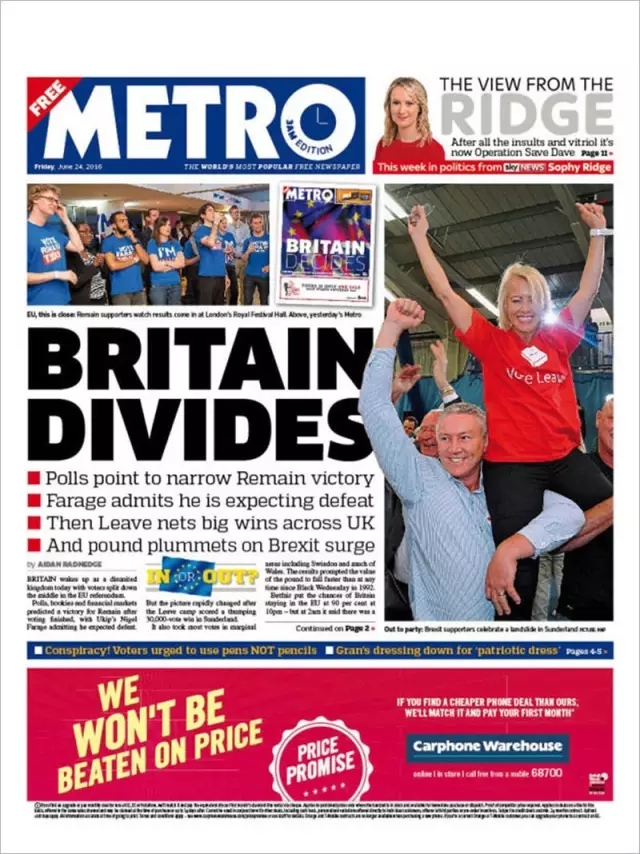 FREE
METRO
3AM EDITION
Friday, June 24, 2016
THE WORLD'S MOST POPULAR FREE NEWSPAPER
THE VIEW FROM THE
RIDGE
After all the insults and vitriol it's
now Operation Save Dave Page 11
This week in politics from sky NEWS Sophy Ridge
VOTE
I'M
METRO
BRITAIN
DECIDES
EU, this is close: Remain supporters watch results come in at London's Royal Festival Hall. Above, yesterday's Metro
Vote Leave
BRITAIN
DIVIDES
Polls point to narrow Remain victory
Farage admits he is expecting defeat
Then Leave nets big wins across UK
And pound plummets on Brexit surge
by AIDAN RADNEDGE
BRITAIN wakes up as a disunited
kingdom today with voters split down
the middle in the EU referendum.
Polls, bookies and financial markets
predicted a victory for Remain after
voting finished, with Ukip's Nigel
Farage admitting he expected defeat.
IN OR OUT?
But the picture rapidly changed after
the Leave camp scored a thumping
30,000-vote win in Sunderland.
It also took most votes in marginal
areas including Swindon and much of
Wales. The results prompted the value
of the pound to fall faster than at any
time since Black Wednesday in 1992.
Betfair put the chances of Britain
staying in the EU at 90 per cent at
10pm – but at 2am it said there was a
Continued on Page 2
Out to party: Brexit supporters celebrate a landslide in Sunderland
Conspiracy! Voters urged to use pens NOT pencils
Gran's dressing down for 'patriotic dress' Pages 4-5
WE
WON'T BE
BEATEN ON PRICE
PRICE
PROMISE
IF YOU FIND A CHEAPER PHONE DEAL THAN OURS,
WE'LL MATCH IT AND PAY YOUR FIRST MONTH*
Carphone Warehouse
online | in store | call free from a mobile 68700